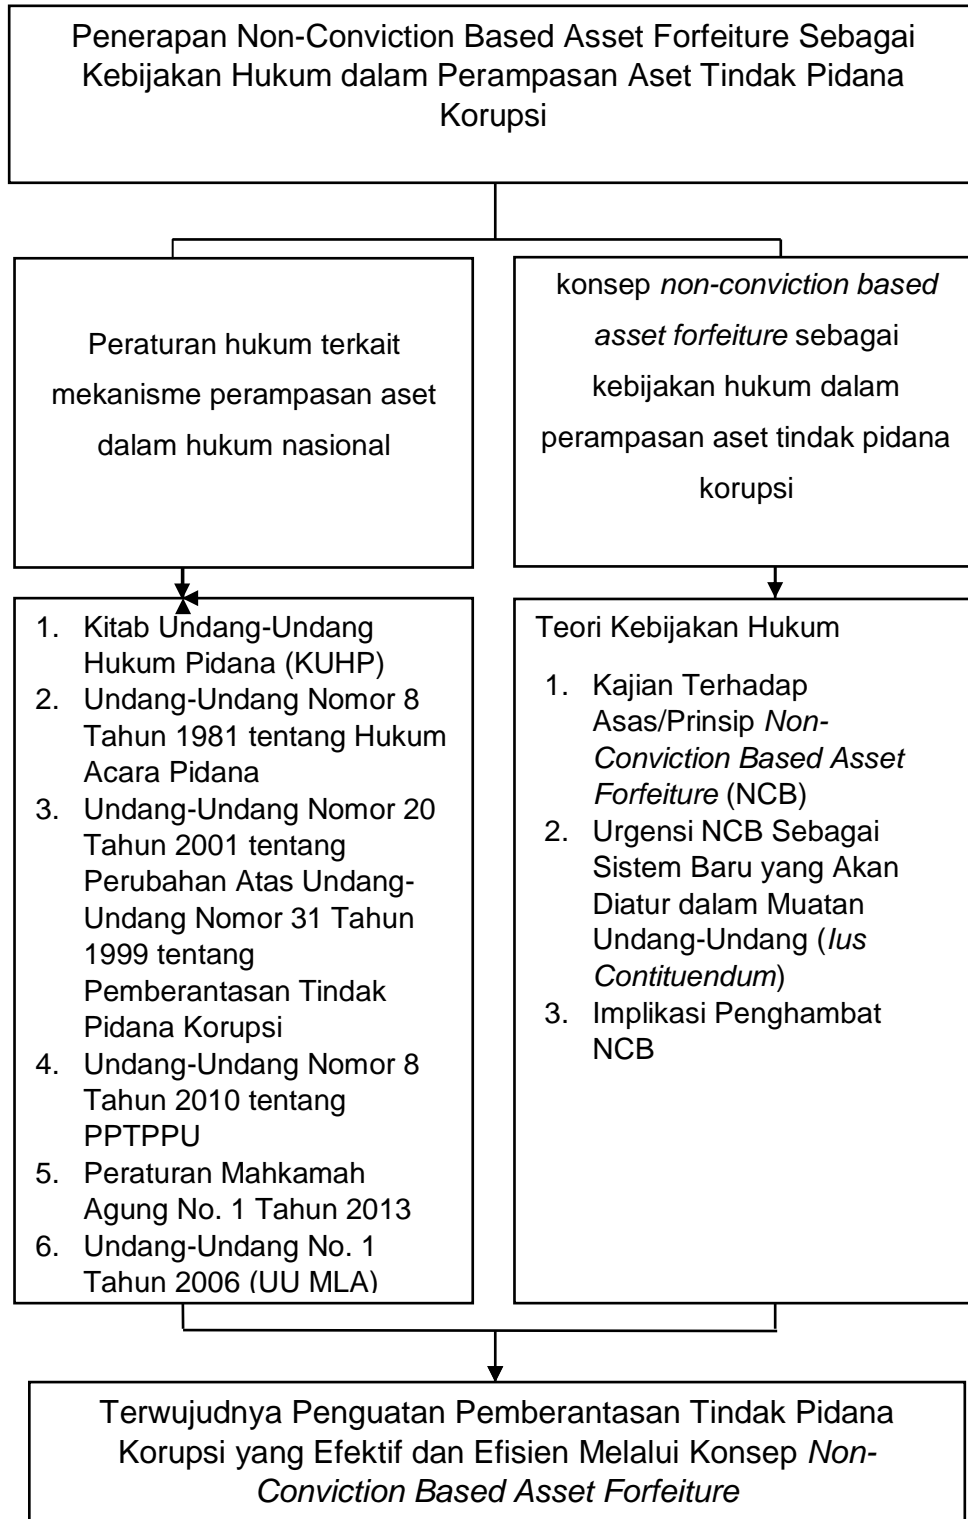 Penerapan Non-Conviction Based Asset Forfeiture Sebagai
Kebijakan Hukum dalam Perampasan Aset Tindak Pidana
Korupsi
Peraturan hukum terkait
mekanisme perampasan aset
dalam hukum nasional
konsep non-conviction based
asset forfeiture sebagai
kebijakan hukum dalam
perampasan aset tindak pidana
korupsi
1. Kitab Undang-Undang
Hukum Pidana (KUHP)
2. Undang-Undang Nomor 8
Tahun 1981 tentang Hukum
Acara Pidana
3. Undang-Undang Nomor 20
Tahun 2001 tentang
Perubahan Atas Undang-
Undang Nomor 31 Tahun
1999 tentang
Pemberantasan Tindak
Pidana Korupsi
4. Undang-Undang Nomor 8
Tahun 2010 tentang
PPTPPU
5. Peraturan Mahkamah
Agung No. 1 Tahun 2013
6. Undang-Undang No. 1
Tahun 2006 (UU MLA)
Teori Kebijakan Hukum
1. Kajian Terhadap
Asas/Prinsip Non-
Conviction Based Asset
Forfeiture (NCB)
2. Urgensi NCB Sebagai
Sistem Baru yang Akan
Diatur dalam Muatan
Undang-Undang (Ius
Contituendum)
3. Implikasi Penghambat
NCB
Terwujudnya Penguatan Pemberantasan Tindak Pidana
Korupsi yang Efektif dan Efisien Melalui Konsep Non-
Conviction Based Asset Forfeiture